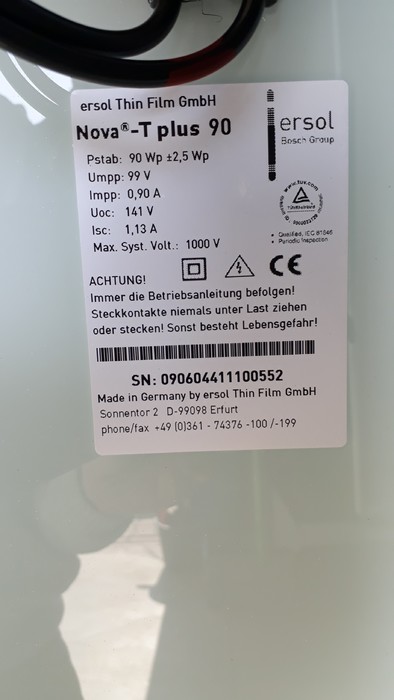 ersol Thin Film GmbH
Nova®-T plus 90
ersol
Bosch Group
Pstab: 90 Wp ±2,5 Wp
Umpp: 99 V
Impp: 0,90 A
Uoc: 141 V
Isc: 1,13 A
Max. Syst. Volt.: 1000 V
www.tuv.com
• Qualified, IEC 61646
• Periodic Inspection
CE
ACHTUNG!
Immer die Betriebsanleitung befolgen!
Steckkontakte niemals unter Last ziehen
oder stecken! Sonst besteht Lebensgefahr!
SN: 090604411100552
Made in Germany by ersol Thin Film GmbH
Sonnentor 2 D-99098 Erfurt
phone/fax +49 (0)361 - 74376 -100 /-199